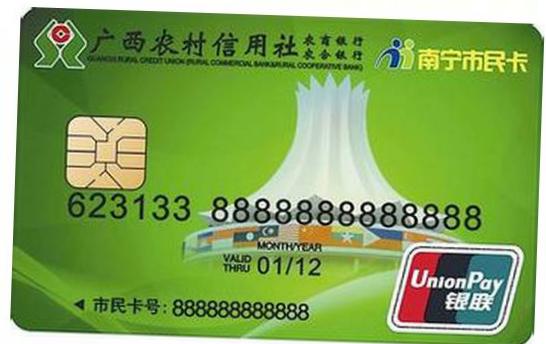 广西农村信用社 农商银行 农合银行
GUANGXI RURAL CREDIT UNION (RURAL COMMERCIAL BANK&RURAL COOPERATIVE BANK)
南宁市民卡
623133 8888888888888
MONTH/YEAR
VALID THRU 01/12
市民卡号: 888888888888
UnionPay
银联